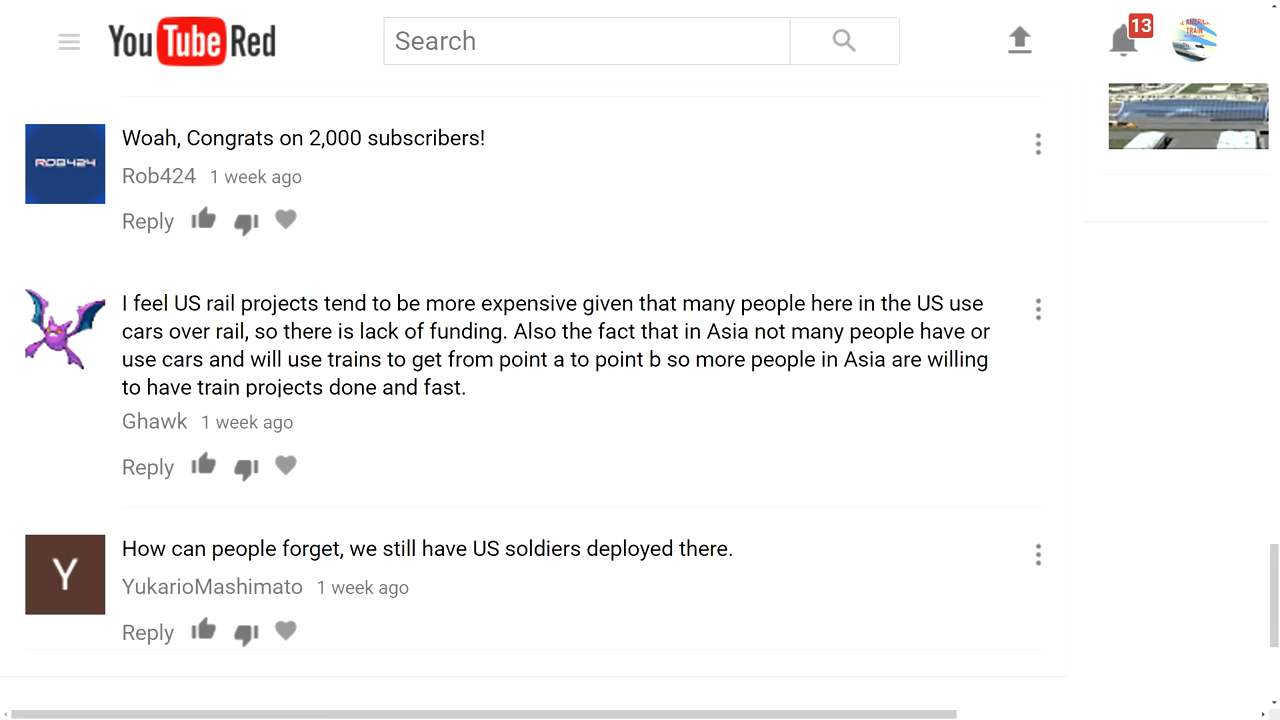 YouTube Red
Search
13
AMERICAN
TRAIN
Woah, Congrats on 2,000 subscribers!
ROB424
Rob424 1 week ago
Reply
I feel US rail projects tend to be more expensive given that many people here in the US use
cars over rail, so there is lack of funding. Also the fact that in Asia not many people have or
use cars and will use trains to get from point a to point b so more people in Asia are willing
to have train projects done and fast.
Ghawk 1 week ago
Reply
How can people forget, we still have US soldiers deployed there.
Y
YukarioMashimato 1 week ago
Reply